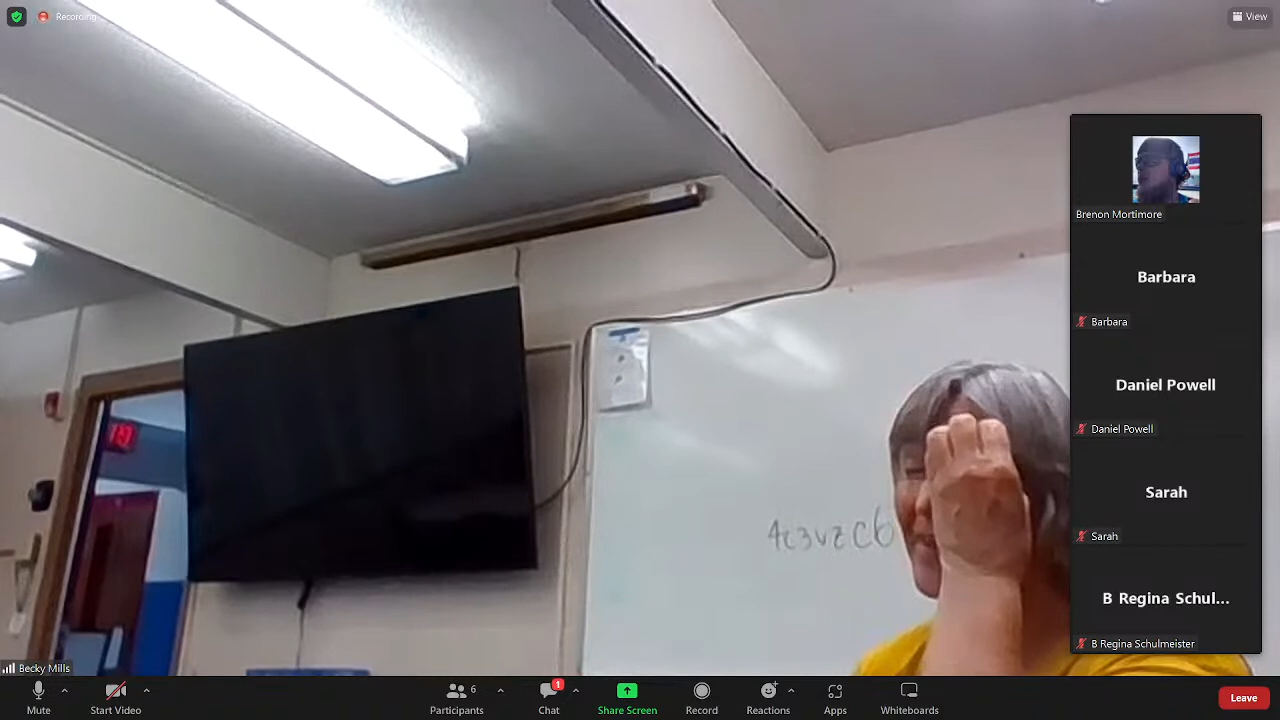 Recording
View
Brenon Mortimore
Barbara
Barbara
Daniel Powell
Daniel Powell
Sarah
Sarah
B Regina Schul...
B Regina Schulmeister
Becky Mills
Mute
Start Video
Participants
6
Chat
1
Share Screen
Record
Reactions
Apps
Whiteboards
Leave